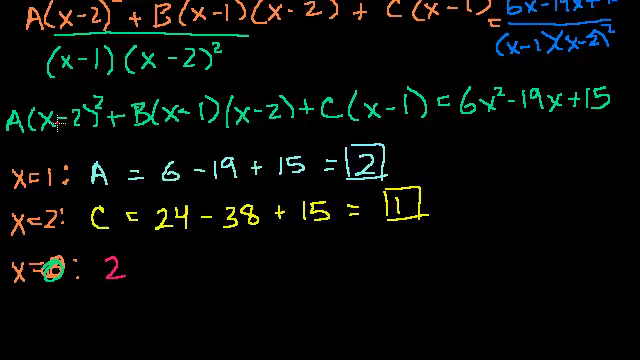 A(x-2)² + B(x-1)(x-2) + C(x-1) = 6x²-19x+1
(x-1)(x-2)² (x-1)(x-2)²
A(x-2)² + B(x-1)(x-2) + C(x-1) = 6x²-19x+15
x=1: A = 6 - 19 + 15 = 2
x=2: C = 24 - 38 + 15 = 1
x= : 2